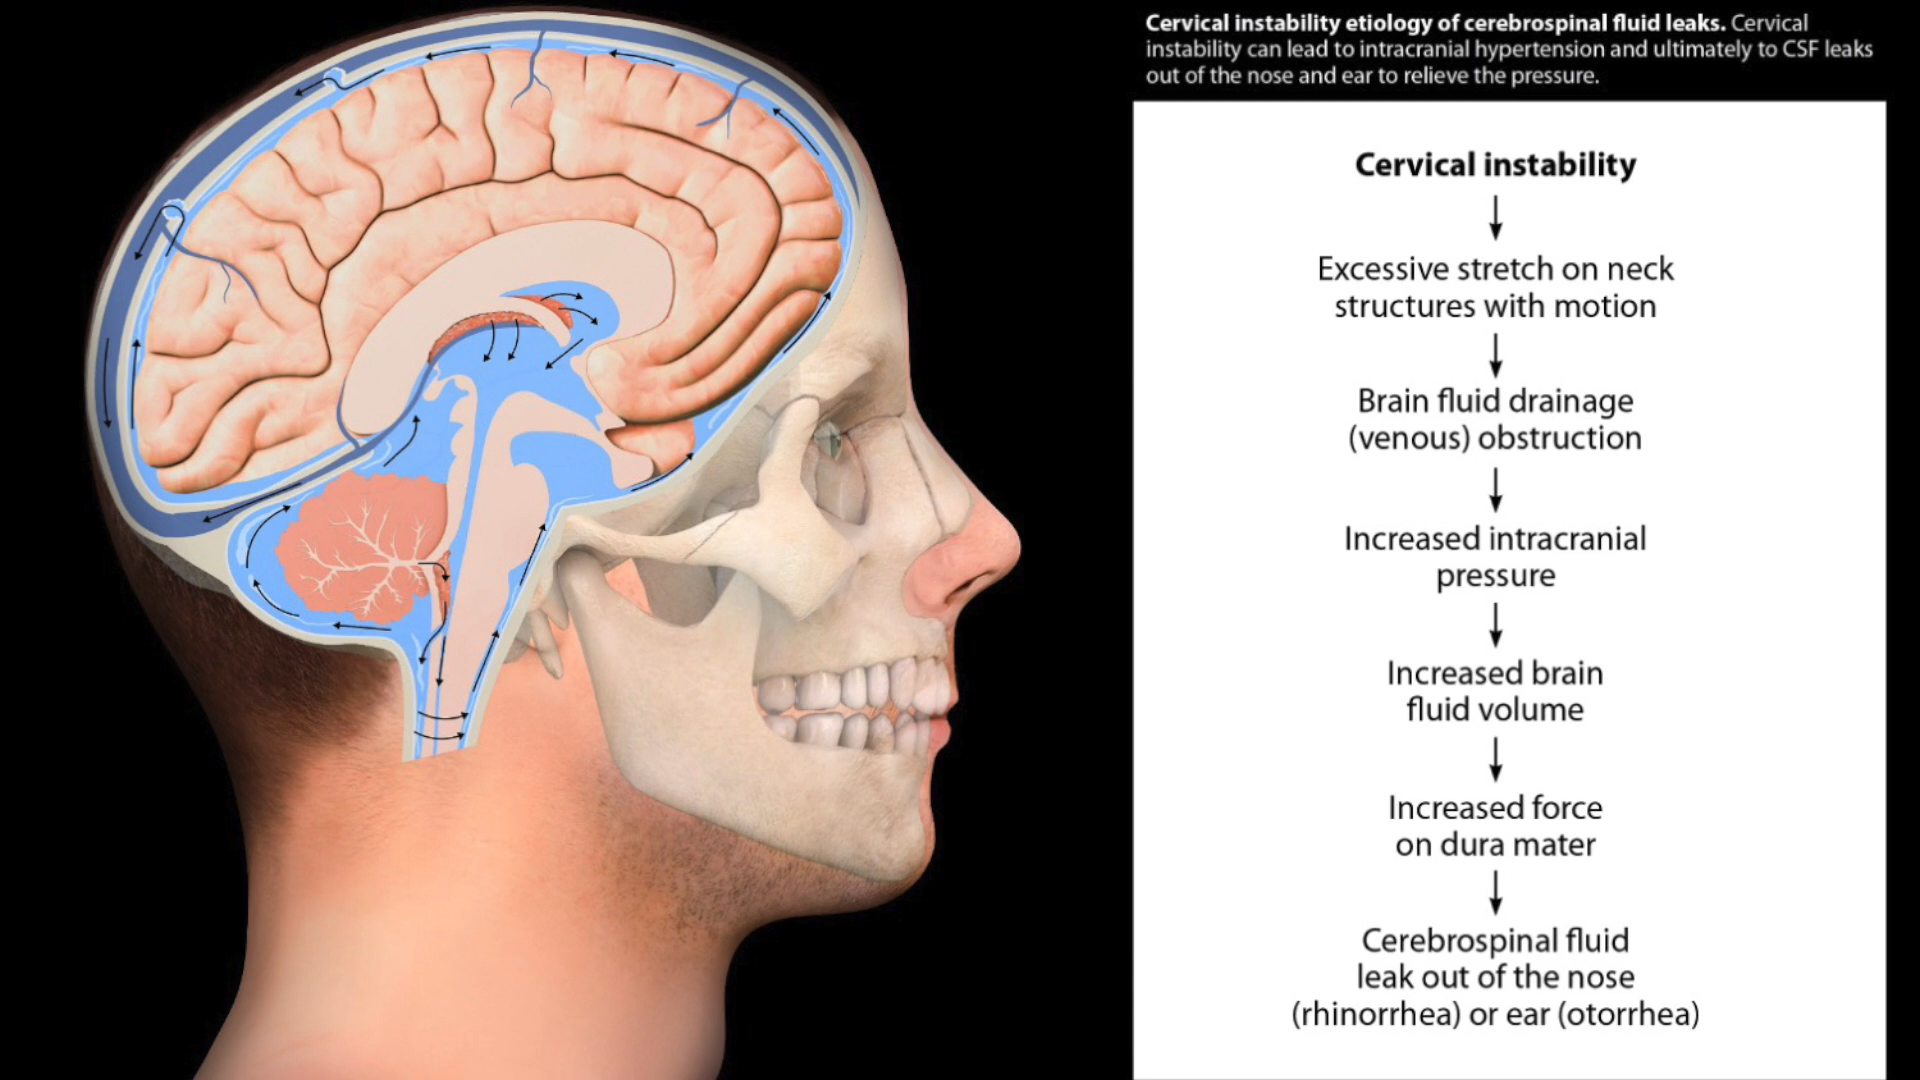 Cervical instability etiology of cerebrospinal fluid leaks. Cervical
instability can lead to intracranial hypertension and ultimately to CSF leaks
out of the nose and ear to relieve the pressure.
Cervical instability
Excessive stretch on neck
structures with motion
Brain fluid drainage
(venous) obstruction
Increased intracranial
pressure
Increased brain
fluid volume
Increased force
on dura mater
Cerebrospinal fluid
leak out of the nose
(rhinorrhea) or ear (otorrhea)